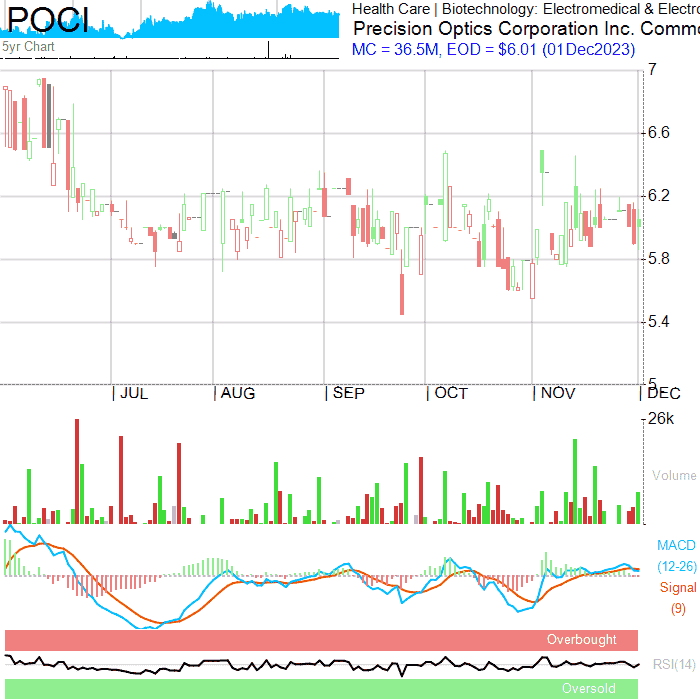 POCI
5yr Chart
Health Care | Biotechnology: Electromedical & Electro
Precision Optics Corporation Inc. Commo
MC = 36.5M, EOD = $6.01 (01Dec2023)
7
6.6
6.2
5.8
5.4
5
JUL AUG SEP OCT NOV DEC
26k
Volume
MACD
(12-26)
Signal
(9)
Overbought
RSI(14)
Oversold